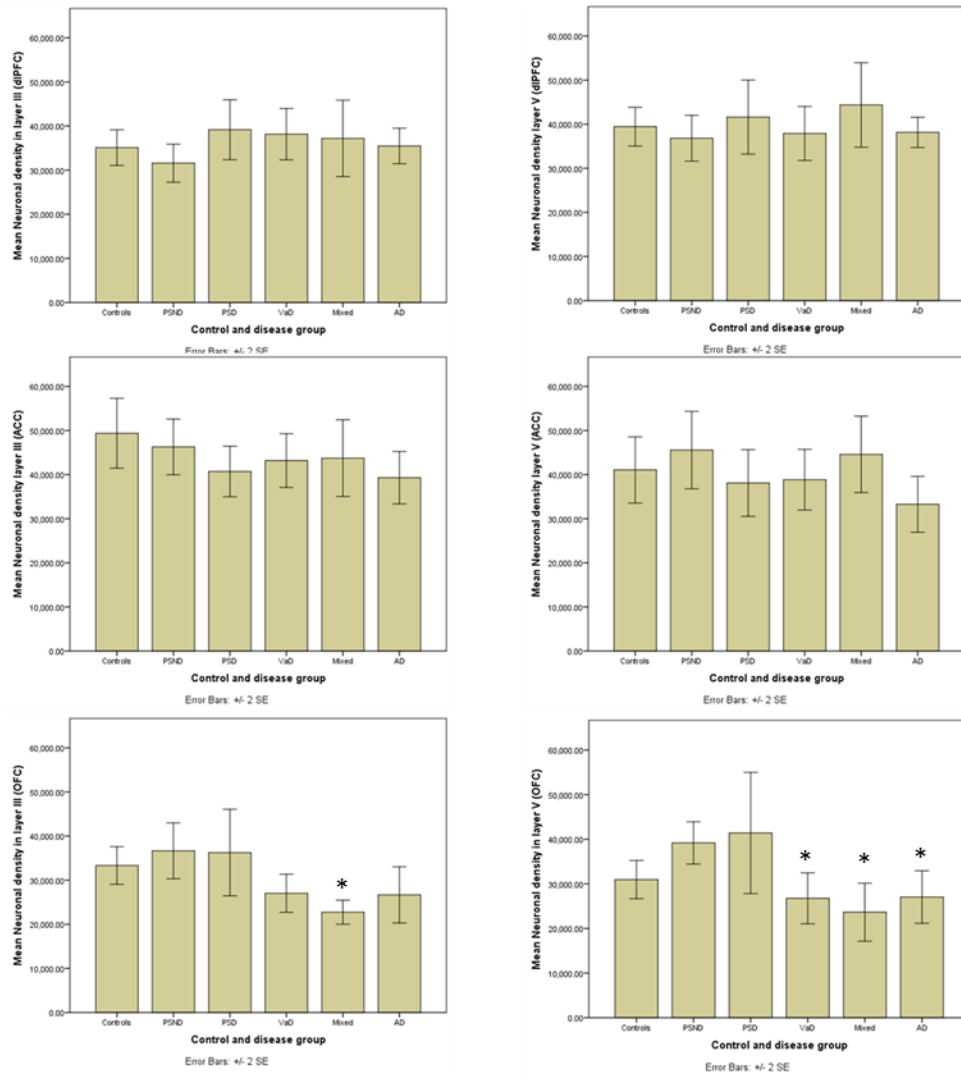 Mean Neuronal density in layer III (dlPFC)
60,000.00
50,000.00
40,000.00
30,000.00
20,000.00
10,000.00
0.00
Controls PSND PSD VaD Mixed AD
Control and disease group
Error Bars: +/- 2 SE
Mean Neuronal density layer V (dlPFC)
60,000.00
50,000.00
40,000.00
30,000.00
20,000.00
10,000.00
0.00
Controls PSND PSD VaD Mixed AD
Control and disease group
Error Bars: +/- 2 SE
Mean Neuronal density layer III (ACC)
60,000.00
50,000.00
40,000.00
30,000.00
20,000.00
10,000.00
0.00
Controls PSND PSD VaD Mixed AD
Control and disease group
Error Bars: +/- 2 SE
Mean Neuronal density layer V (ACC)
60,000.00
50,000.00
40,000.00
30,000.00
20,000.00
10,000.00
0.00
Controls PSND PSD VaD Mixed AD
Control and disease group
Error Bars: +/- 2 SE
Mean Neuronal density in layer III (OFC)
60,000.00
50,000.00
40,000.00
30,000.00
20,000.00
10,000.00
0.00
*
Controls PSND PSD VaD Mixed AD
Control and disease group
Error Bars: +/- 2 SE
Mean Neuronal density in layer V (OFC)
60,000.00
50,000.00
40,000.00
30,000.00
20,000.00
10,000.00
0.00
* * *
Controls PSND PSD VaD Mixed AD
Control and disease group
Error Bars: +/- 2 SE